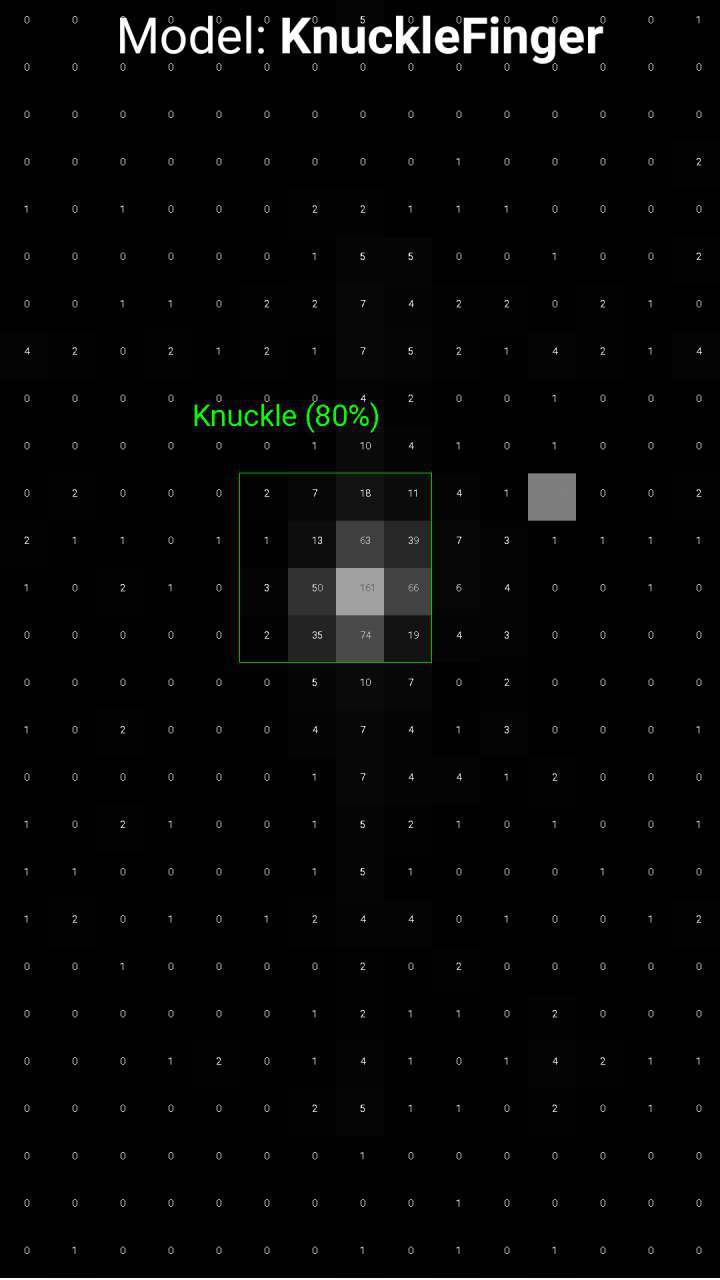 0 0 0 0 5 0 0 1
Model: KnuckleFinger
0 0 0 0 0 0 0 0 0 0 0 0 0 0 0
0 0 0 0 0 0 0 0 0 0 0 0 0 0 0
0 0 0 0 0 0 0 0 0 1 0 0 0 0 2
1 0 1 0 0 0 2 2 1 1 1 0 0 0 0
0 0 0 0 0 0 1 5 5 0 0 1 0 0 2
0 0 1 1 0 2 2 7 4 2 2 0 2 1 0
4 2 0 2 1 2 1 7 5 2 1 4 2 1 4
0 0 0 0 0 0 0 4 2 0 0 1 0 0 0
Knuckle (80%)
0 0 0 0 0 0 1 10 4 1 0 1 0 0 0
0 2 0 0 0 2 7 18 11 4 1 0 0 2
2 1 1 0 1 1 13 63 39 7 3 1 1 1 1
1 0 2 1 0 3 50 161 66 6 4 0 0 1 0
0 0 0 0 0 2 35 74 19 4 3 0 0 0 0
0 0 0 0 0 0 5 10 7 0 2 0 0 0 0
1 0 2 0 0 0 4 7 4 1 3 0 0 0 1
0 0 0 0 0 0 1 7 4 4 1 2 0 0 0
1 0 2 1 0 0 1 5 2 1 0 1 0 0 1
1 1 0 0 0 0 1 5 1 0 0 0 1 0 0
1 2 0 1 0 1 2 4 4 0 1 0 0 1 2
0 0 1 0 0 0 0 2 0 2 0 0 0 0 0
0 0 0 0 0 0 1 2 1 1 0 2 0 0 0
0 0 0 1 2 0 1 4 1 0 1 4 2 1 1
0 0 0 0 0 0 2 5 1 1 0 2 0 1 0
0 0 0 0 0 0 0 1 0 0 0 0 0 0 0
0 0 0 0 0 0 0 0 0 1 0 0 0 0 0
0 1 0 0 0 0 0 1 0 1 0 1 0 0 0